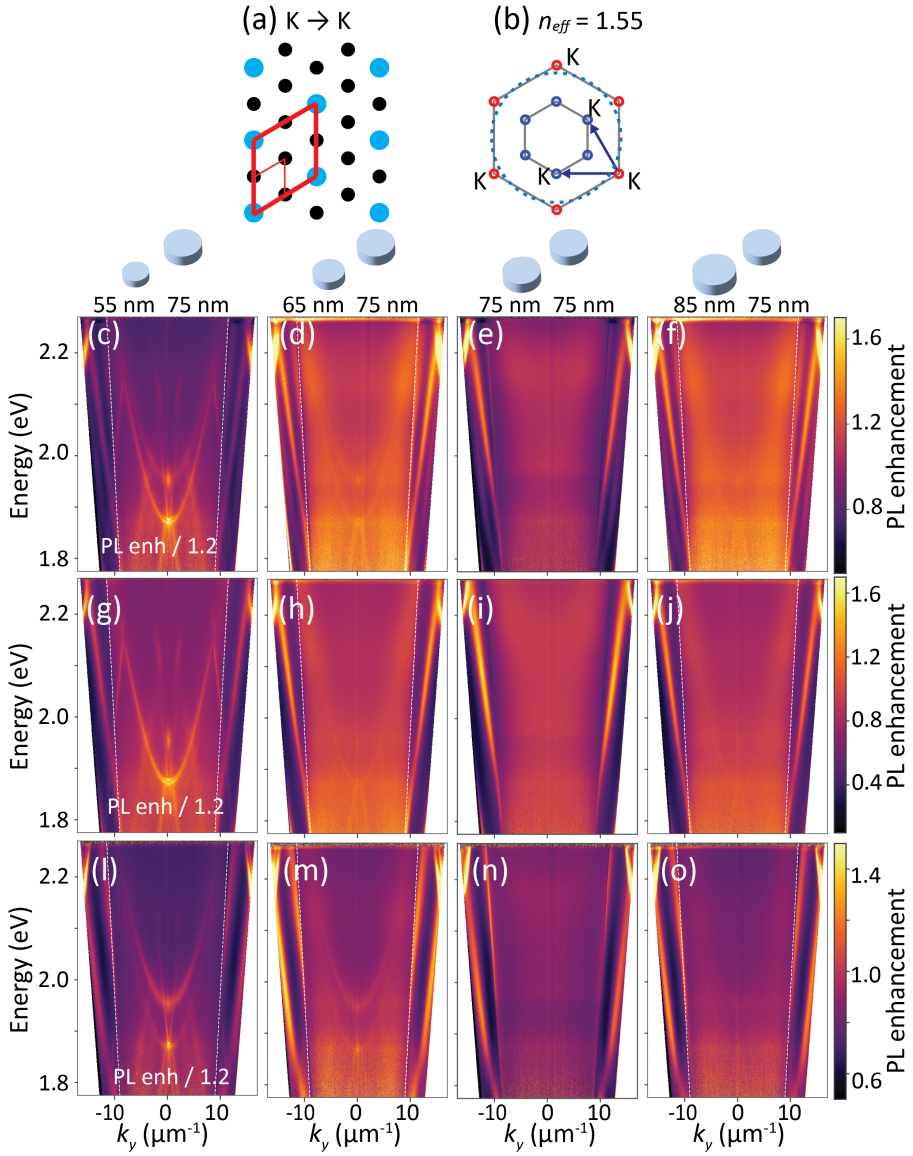 (a) K → K
(b) n_eff = 1.55
K
K
K
K
K
55 nm 75 nm
65 nm 75 nm
75 nm 75 nm
85 nm 75 nm
(c)
(d)
(e)
(f)
2.2
2.0
1.8
Energy (eV)
PL enh / 1.2
1.6
1.2
0.8
PL enhancement
(g)
(h)
(i)
(j)
2.2
2.0
1.8
Energy (eV)
PL enh / 1.2
1.6
1.2
0.8
0.4
PL enhancement
(l)
(m)
(n)
(o)
2.2
2.0
1.8
Energy (eV)
PL enh / 1.2
1.4
1.0
0.6
PL enhancement
-10 0 10
-10 0 10
-10 0 10
-10 0 10
k_y (μm⁻¹)
k_y (μm⁻¹)
k_y (μm⁻¹)
k_y (μm⁻¹)